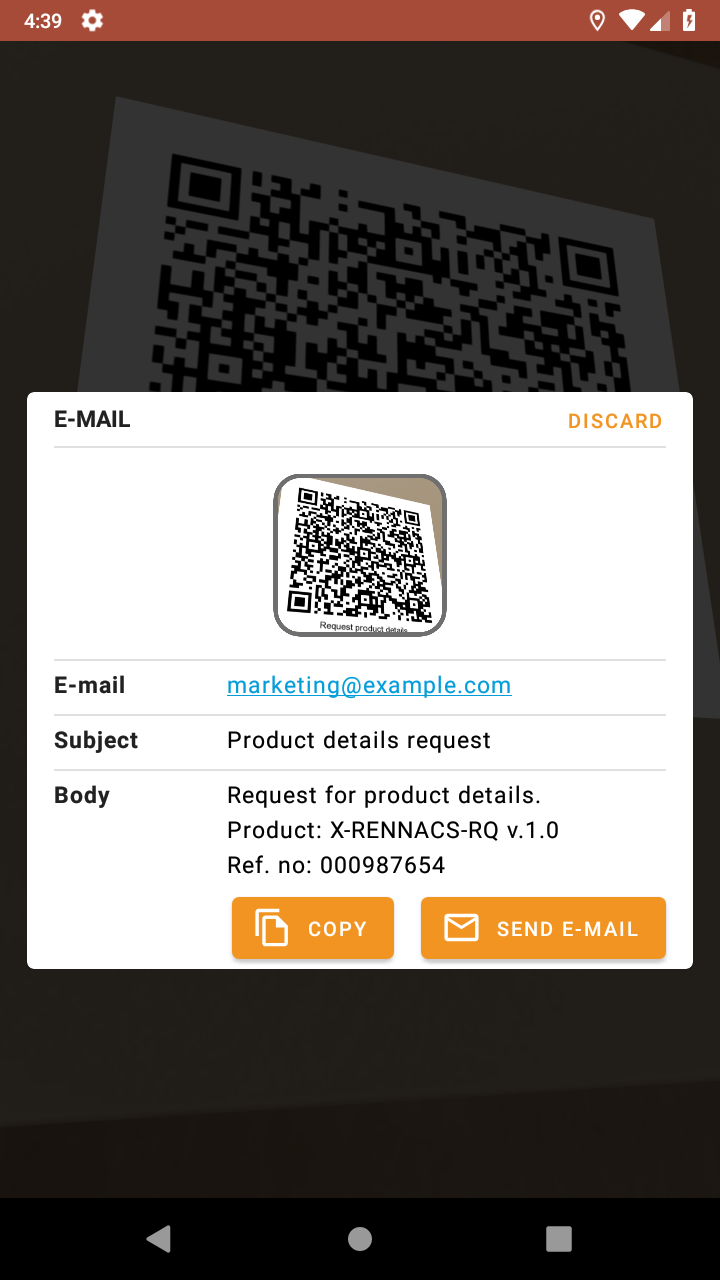 4:39
E-MAIL
DISCARD
Request product details
E-mail marketing@example.com
Subject Product details request
Body Request for product details.
Product: X-RENNACS-RQ v.1.0
Ref. no: 000987654
COPY
SEND E-MAIL